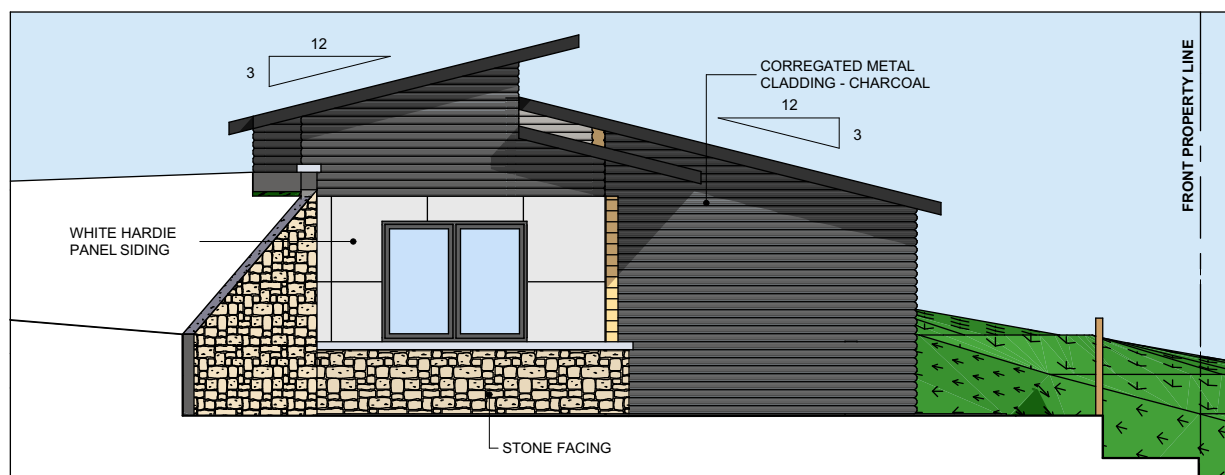 12
3
CORREGATED METAL
CLADDING - CHARCOAL
12
3
FRONT PROPERTY LINE
WHITE HARDIE
PANEL SIDING
STONE FACING